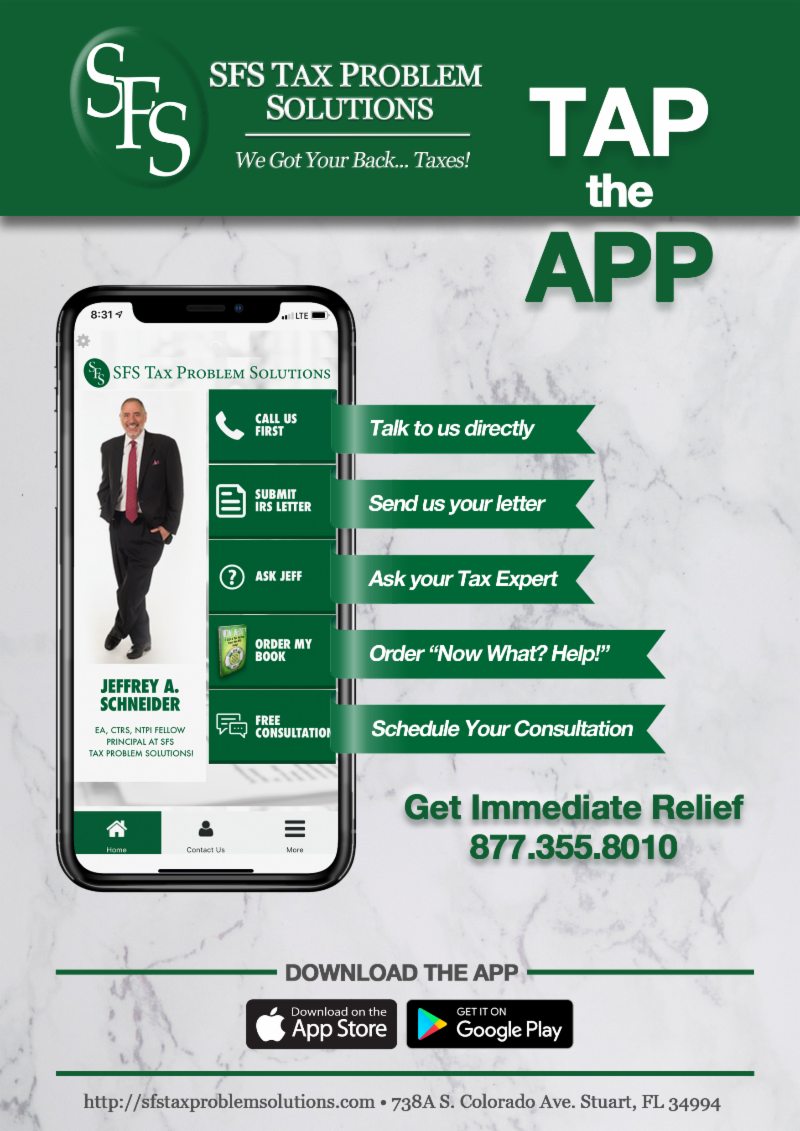 SFS
SFS TAX PROBLEM
SOLUTIONS
We Got Your Back... Taxes!
TAP
the
APP
8:31
LTE
SFS
SFS TAX PROBLEM SOLUTIONS
CALL US
FIRST
Talk to us directly
SUBMIT
IRS LETTER
Send us your letter
?
ASK JEFF
Ask your Tax Expert
ORDER MY
BOOK
Order “Now What? Help!”
FREE
CONSULTATION
Schedule Your Consultation
JEFFREY A.
SCHNEIDER
EA, CTRS, NTPI FELLOW
PRINCIPAL AT SFS
TAX PROBLEM SOLUTIONS!
Home
Contact Us
More
Get Immediate Relief
877.355.8010
DOWNLOAD THE APP
Download on the
App Store
GET IT ON
Google Play
http://sfstaxproblemsolutions.com • 738A S. Colorado Ave. Stuart, FL 34994